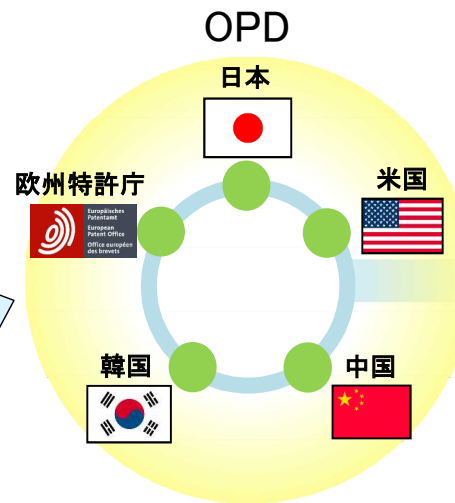 OPD
日本
欧州特許庁
米国
Europäisches
Patentamt
European
Patent Office
Office européen
des brevets
韓国
中国